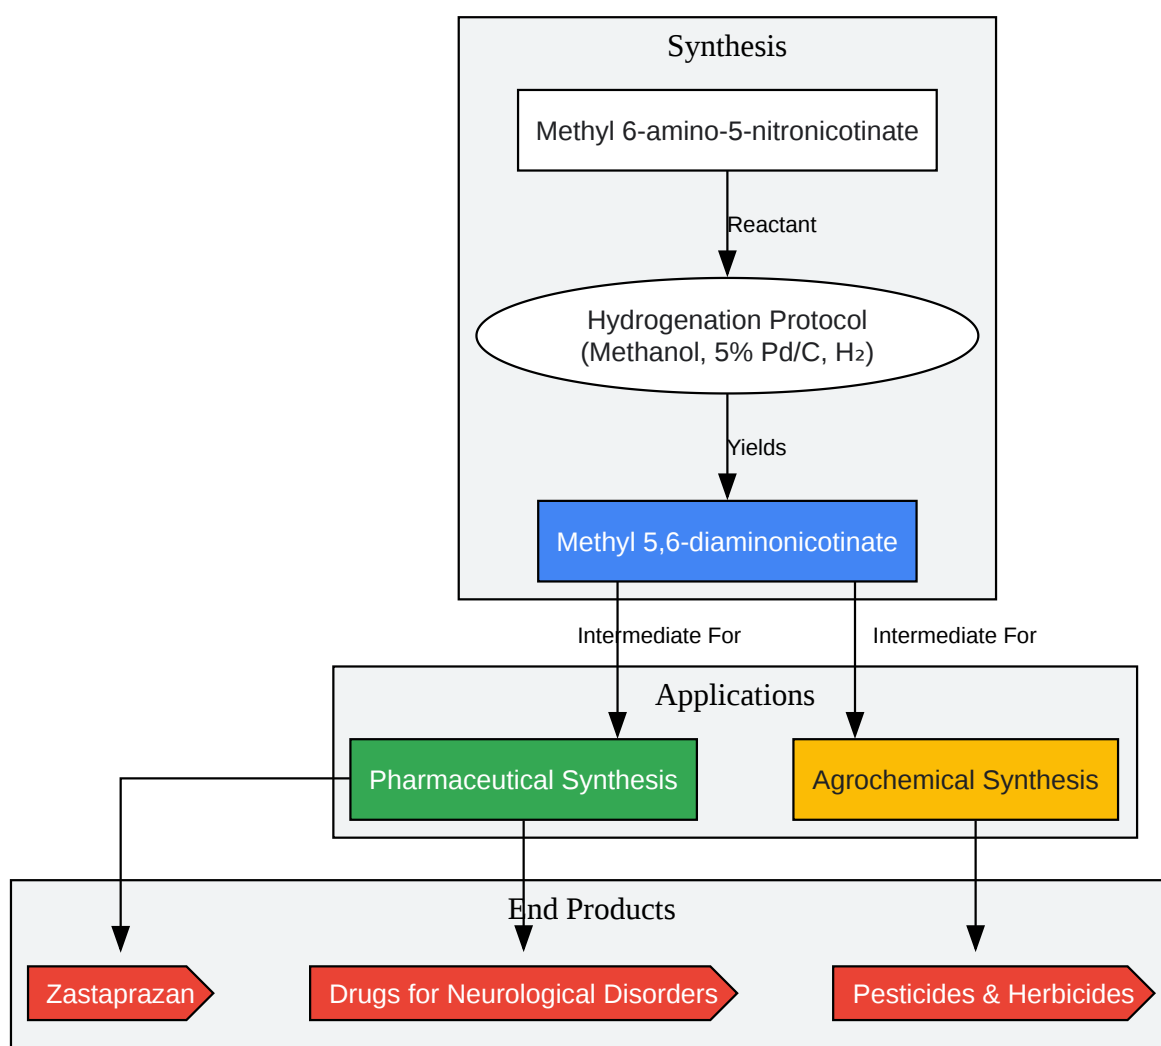 Synthesis
Methyl 6-amino-5-nitronicotinate
Reactant
Hydrogenation Protocol
(Methanol, 5% Pd/C, H₂)
Yields
Methyl 5,6-diaminonicotinate
Intermediate For
Intermediate For
Applications
Pharmaceutical Synthesis
Agrochemical Synthesis
End Products
Zastaprazan
Drugs for Neurological Disorders
Pesticides & Herbicides